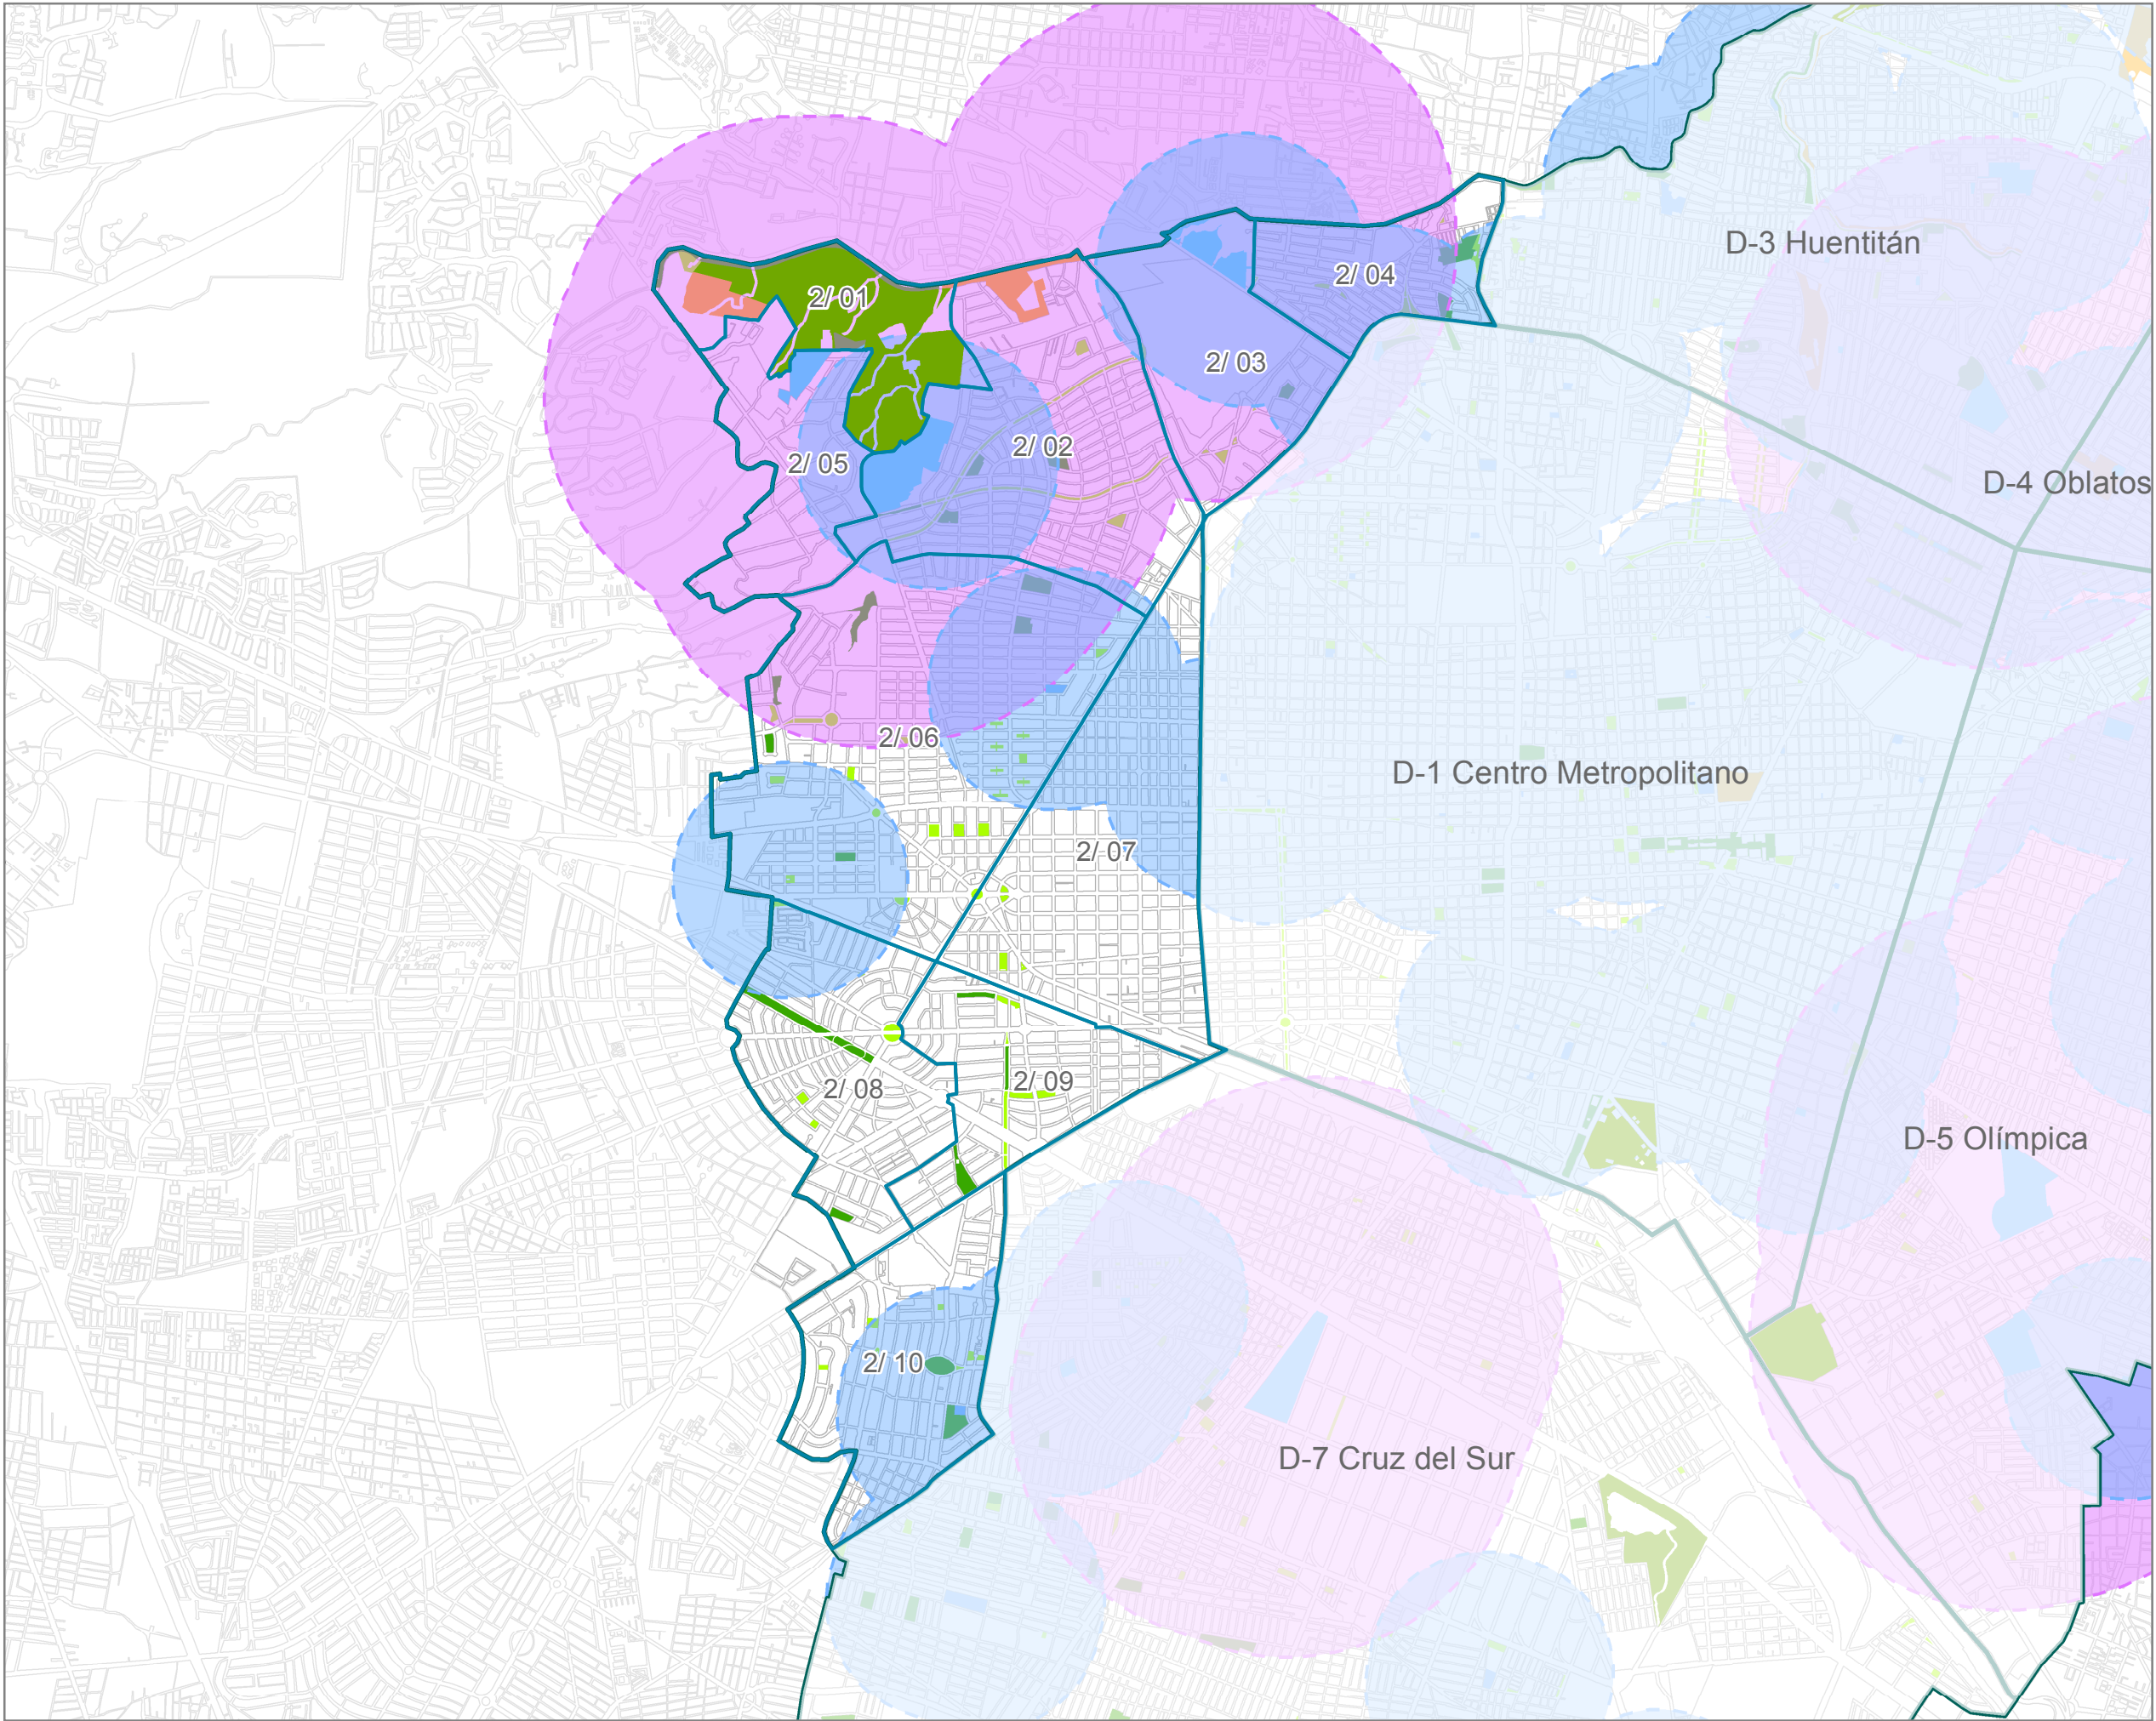 D-3 Huentitán
2/ 04
2/ 01
2/ 03
2/ 02
2/ 05
D-4 Oblatos
2/ 06
D-1 Centro Metropolitano
2/ 07
2/ 08
2/ 09
D-5 Olímpica
2/ 10
D-7 Cruz del Sur